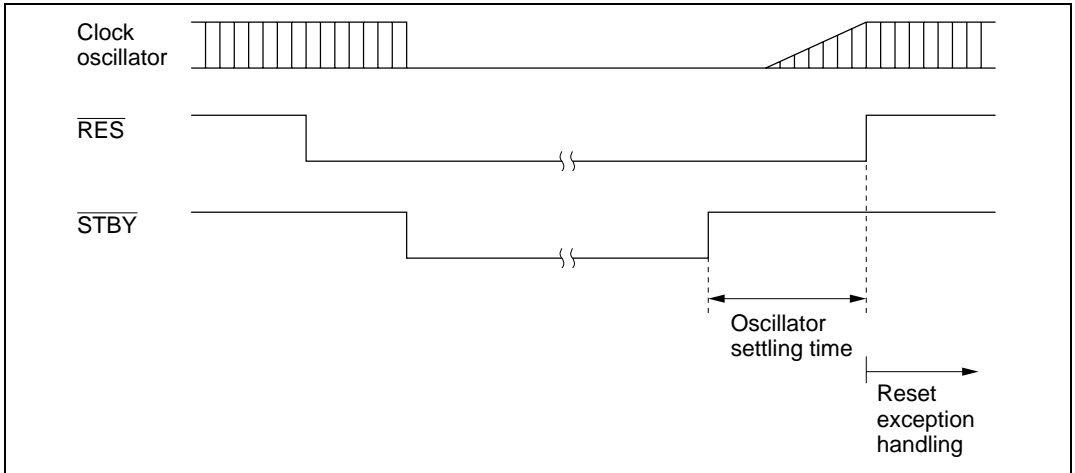 Clock
oscillator
RES
STBY
Oscillator
settling time
Reset
exception
handling